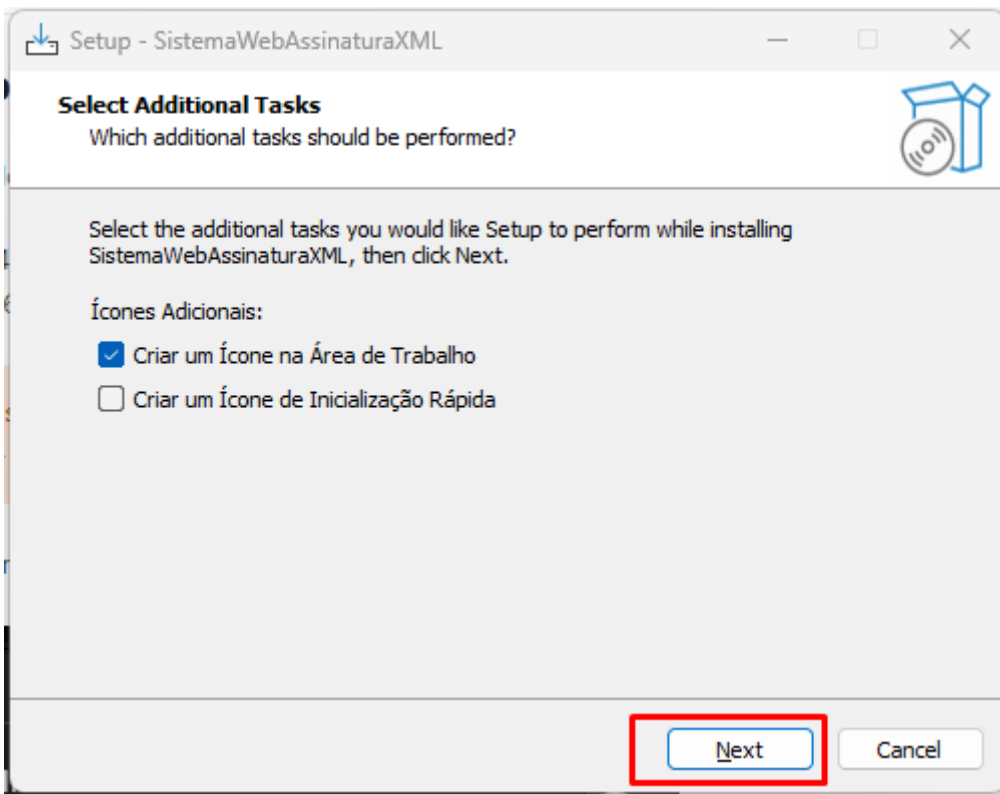 Setup - SistemaWebAssinaturaXML
Select Additional Tasks
Which additional tasks should be performed?
Select the additional tasks you would like Setup to perform while installing
SistemaWebAssinaturaXML, then click Next.
Ícones Adicionais:
Criar um Ícone na Área de Trabalho
Criar um Ícone de Inicialização Rápida
Next
Cancel